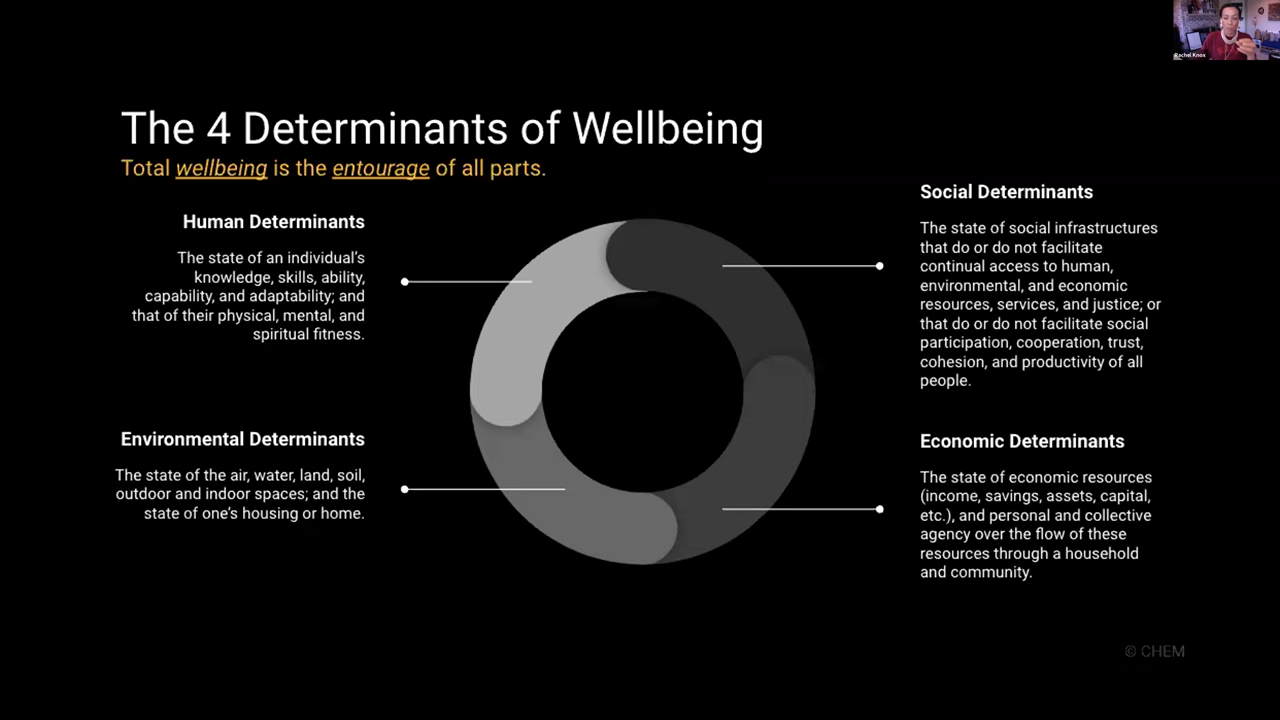 Rachel Knox
The 4 Determinants of Wellbeing
Total wellbeing is the entourage of all parts.
Human Determinants
The state of an individual’s
knowledge, skills, ability,
capability, and adaptability; and
that of their physical, mental, and
spiritual fitness.
Environmental Determinants
The state of the air, water, land, soil,
outdoor and indoor spaces; and the
state of one’s housing or home.
Social Determinants
The state of social infrastructures
that do or do not facilitate
continual access to human,
environmental, and economic
resources, services, and justice; or
that do or do not facilitate social
participation, cooperation, trust,
cohesion, and productivity of all
people.
Economic Determinants
The state of economic resources
(income, savings, assets, capital,
etc.), and personal and collective
agency over the flow of these
resources through a household
and community.
© CHEM